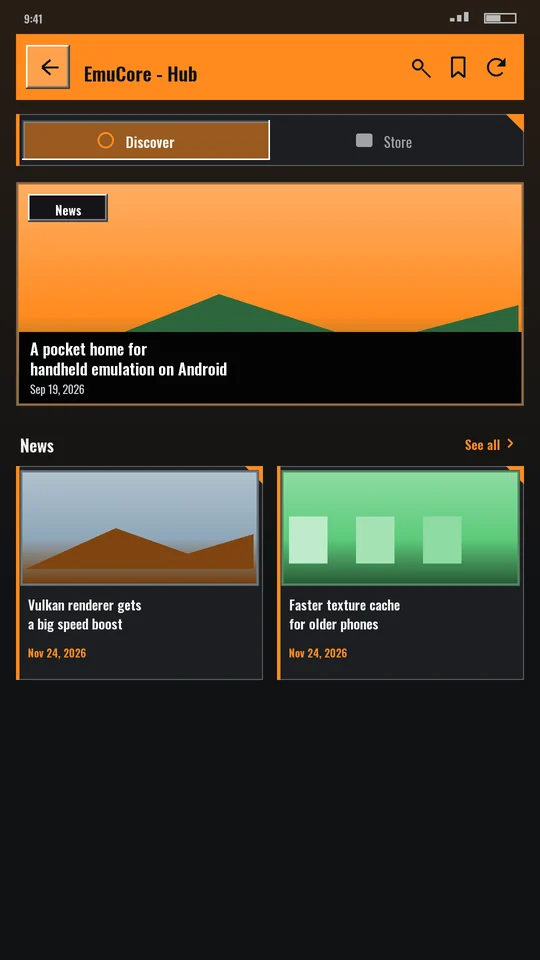 9:41
EmuCore - Hub
Discover
Store
News
A pocket home for
handheld emulation on Android
Sep 19, 2026
News
See all
Vulkan renderer gets
a big speed boost
Nov 24, 2026
Faster texture cache
for older phones
Nov 24, 2026